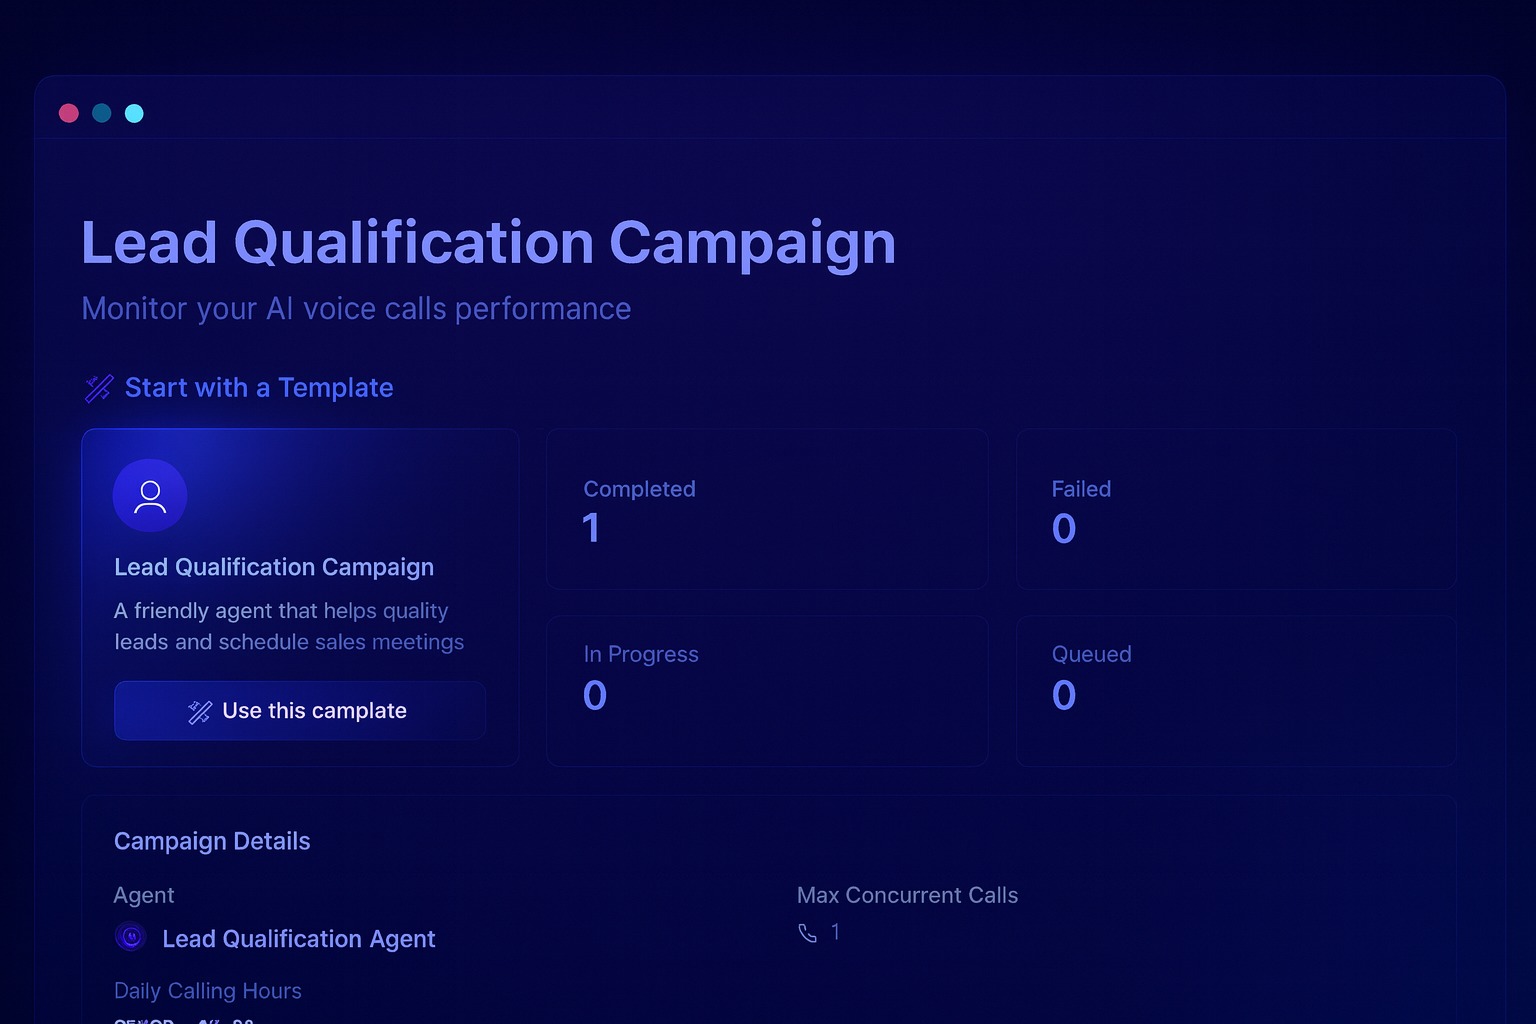 Lead Qualification Campaign
Monitor your AI voice calls performance
Start with a Template
Lead Qualification Campaign
A friendly agent that helps quality
leads and schedule sales meetings
Use this camplate
Completed
1
Failed
0
In Progress
0
Queued
0
Campaign Details
Agent
Lead Qualification Agent
Max Concurrent Calls
1
Daily Calling Hours